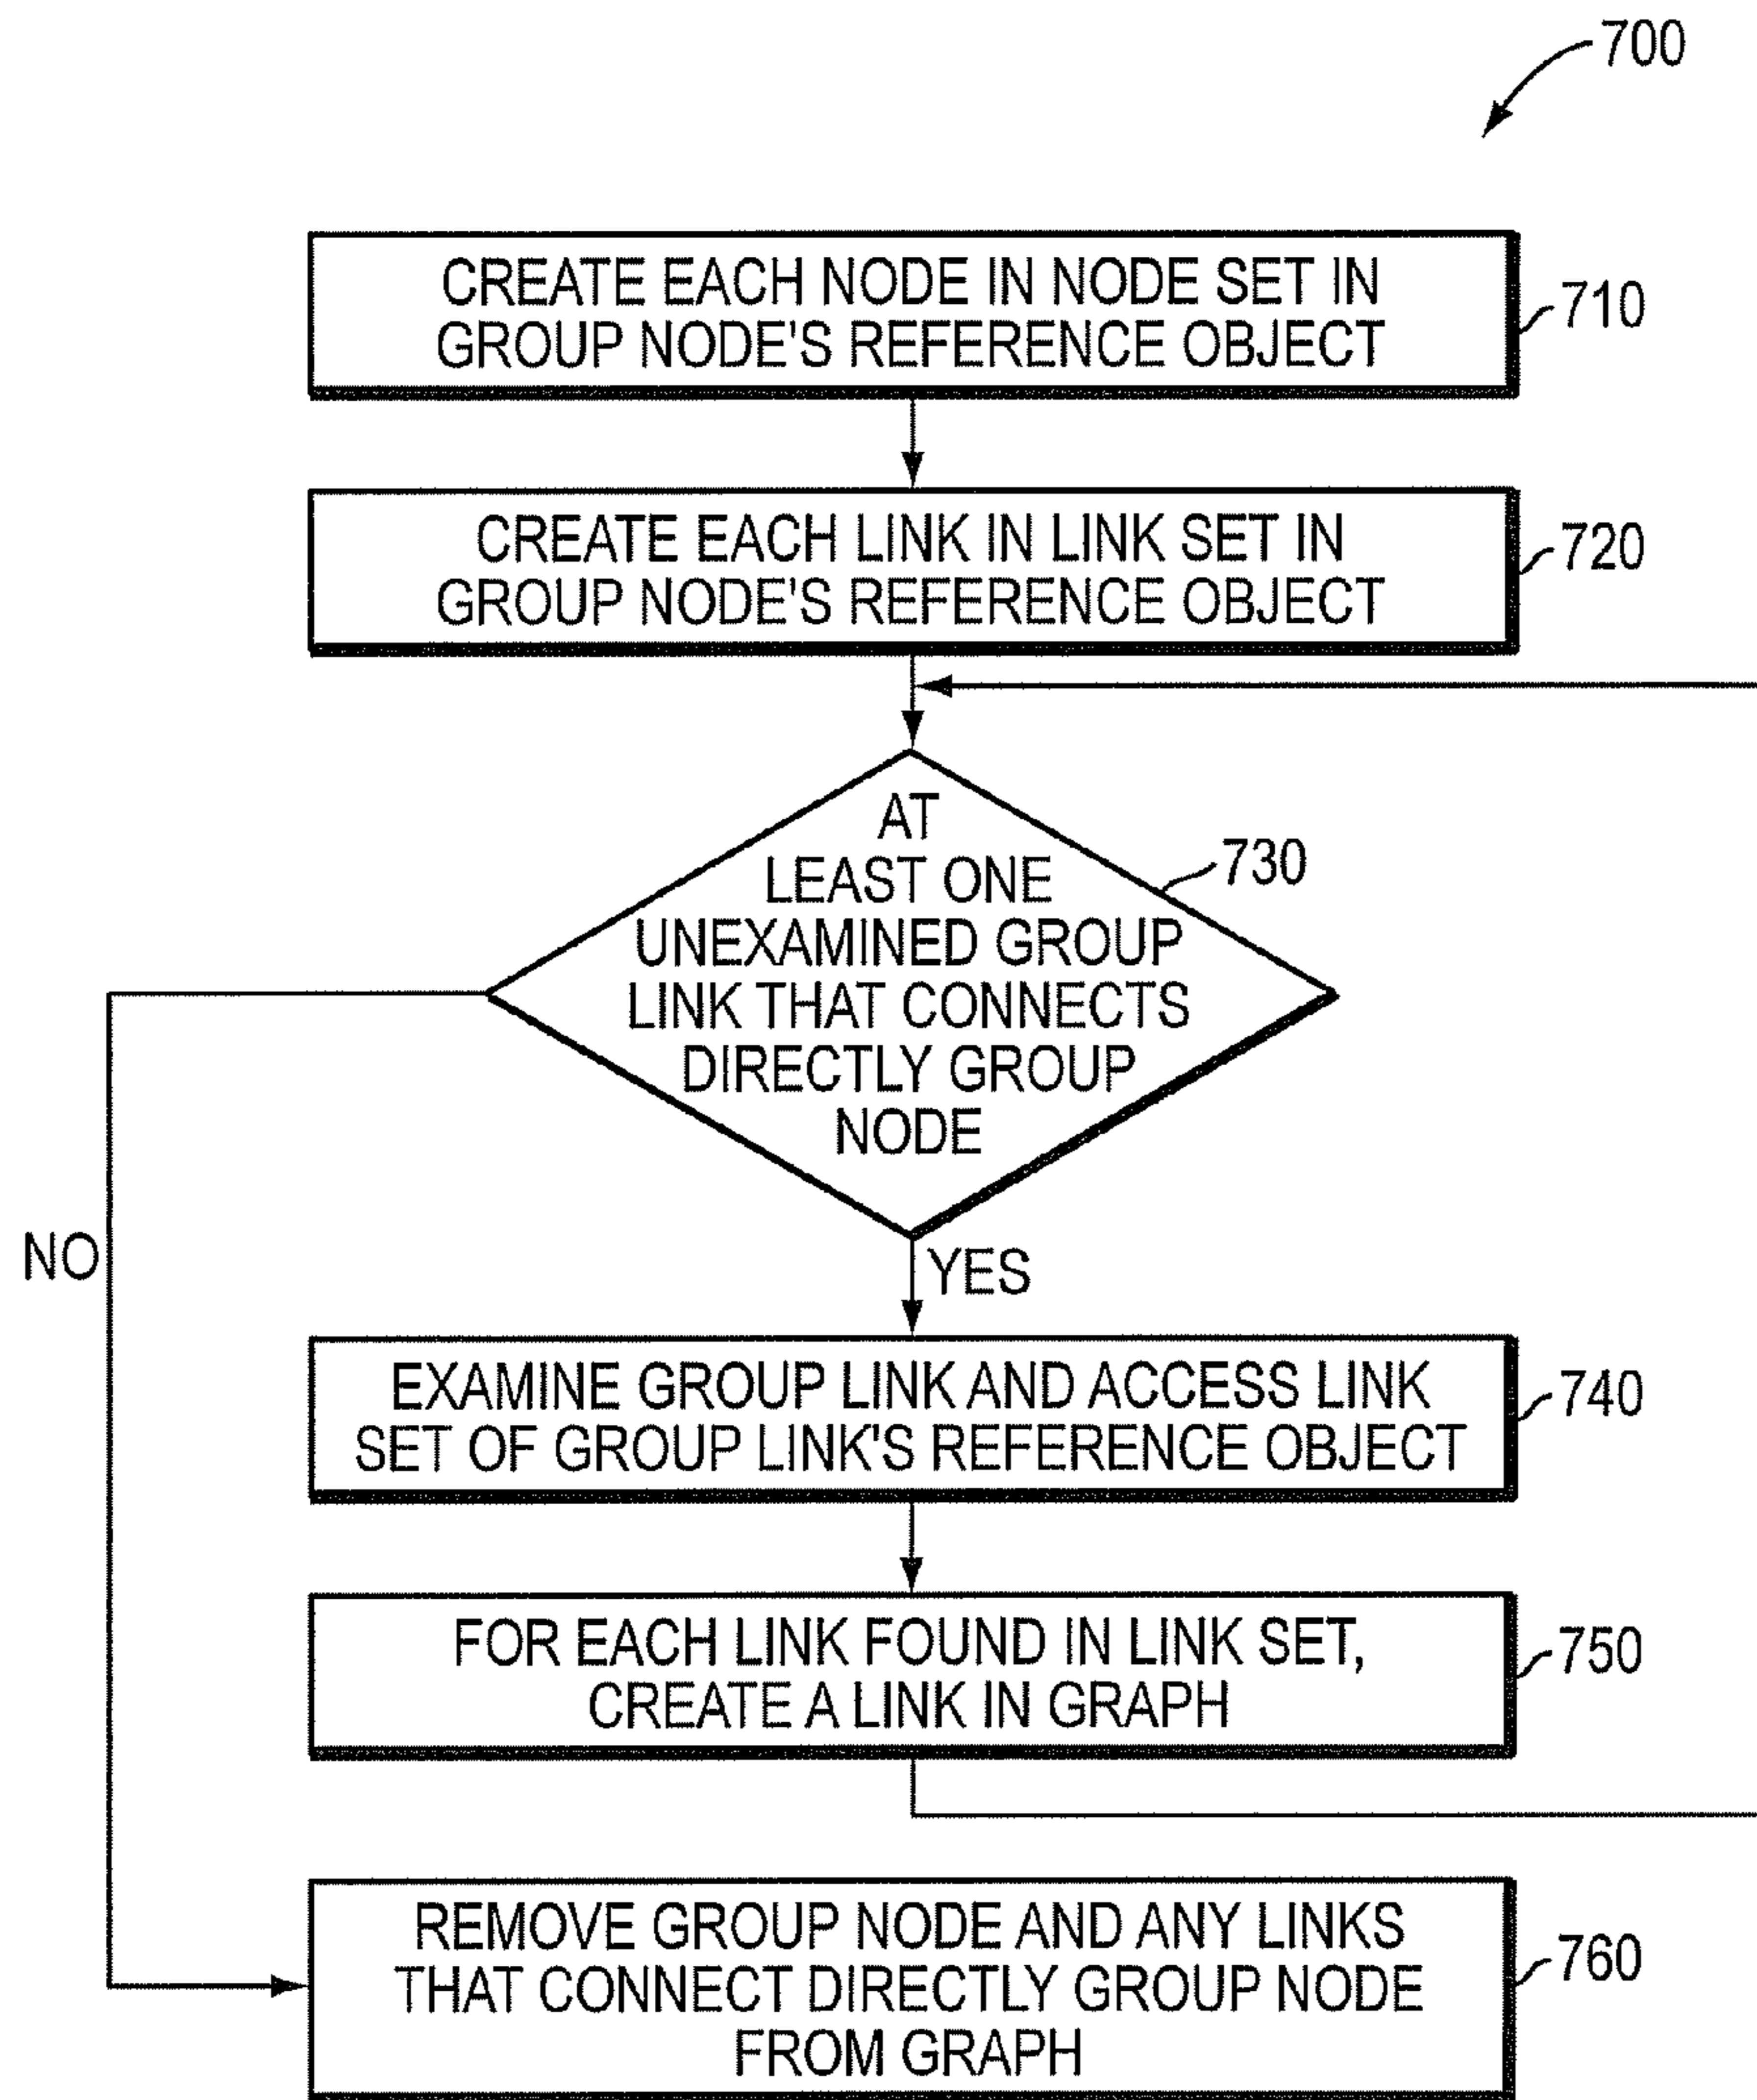 700
CREATE EACH NODE IN NODE SET IN
GROUP NODE'S REFERENCE OBJECT
710
CREATE EACH LINK IN LINK SET IN
GROUP NODE'S REFERENCE OBJECT
720
AT
LEAST ONE
UNEXAMINED GROUP
LINK THAT CONNECTS
DIRECTLY GROUP
NODE
730
NO
YES
EXAMINE GROUP LINK AND ACCESS LINK
SET OF GROUP LINK'S REFERENCE OBJECT
740
FOR EACH LINK FOUND IN LINK SET,
CREATE A LINK IN GRAPH
750
REMOVE GROUP NODE AND ANY LINKS
THAT CONNECT DIRECTLY GROUP NODE
FROM GRAPH
760